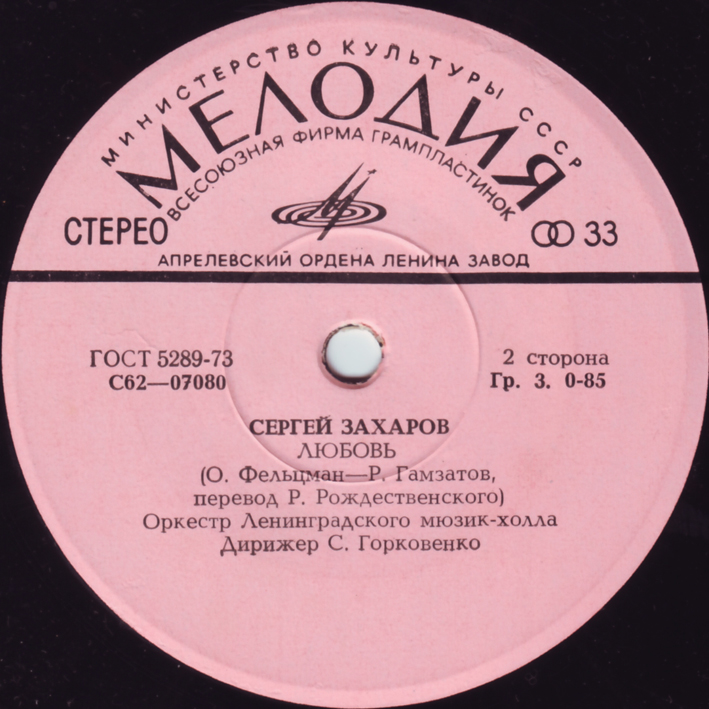 МИНИСТЕРСТВО КУЛЬТУРЫ СССР
МЕЛОДИЯ
ВСЕСОЮЗНАЯ ФИРМА ГРАМПЛАСТИНОК
СТЕРЕО
33
АПРЕЛЕВСКИЙ ОРДЕНА ЛЕНИНА ЗАВОД
ГОСТ 5289-73
2 сторона
С62—07080
Гр. 3. 0-85
СЕРГЕЙ ЗАХАРОВ
ЛЮБОВЬ
(О. Фельцман—Р. Гамзатов,
перевод Р. Рождественского)
Оркестр Ленинградского мюзик-холла
Дирижер С. Горковенко